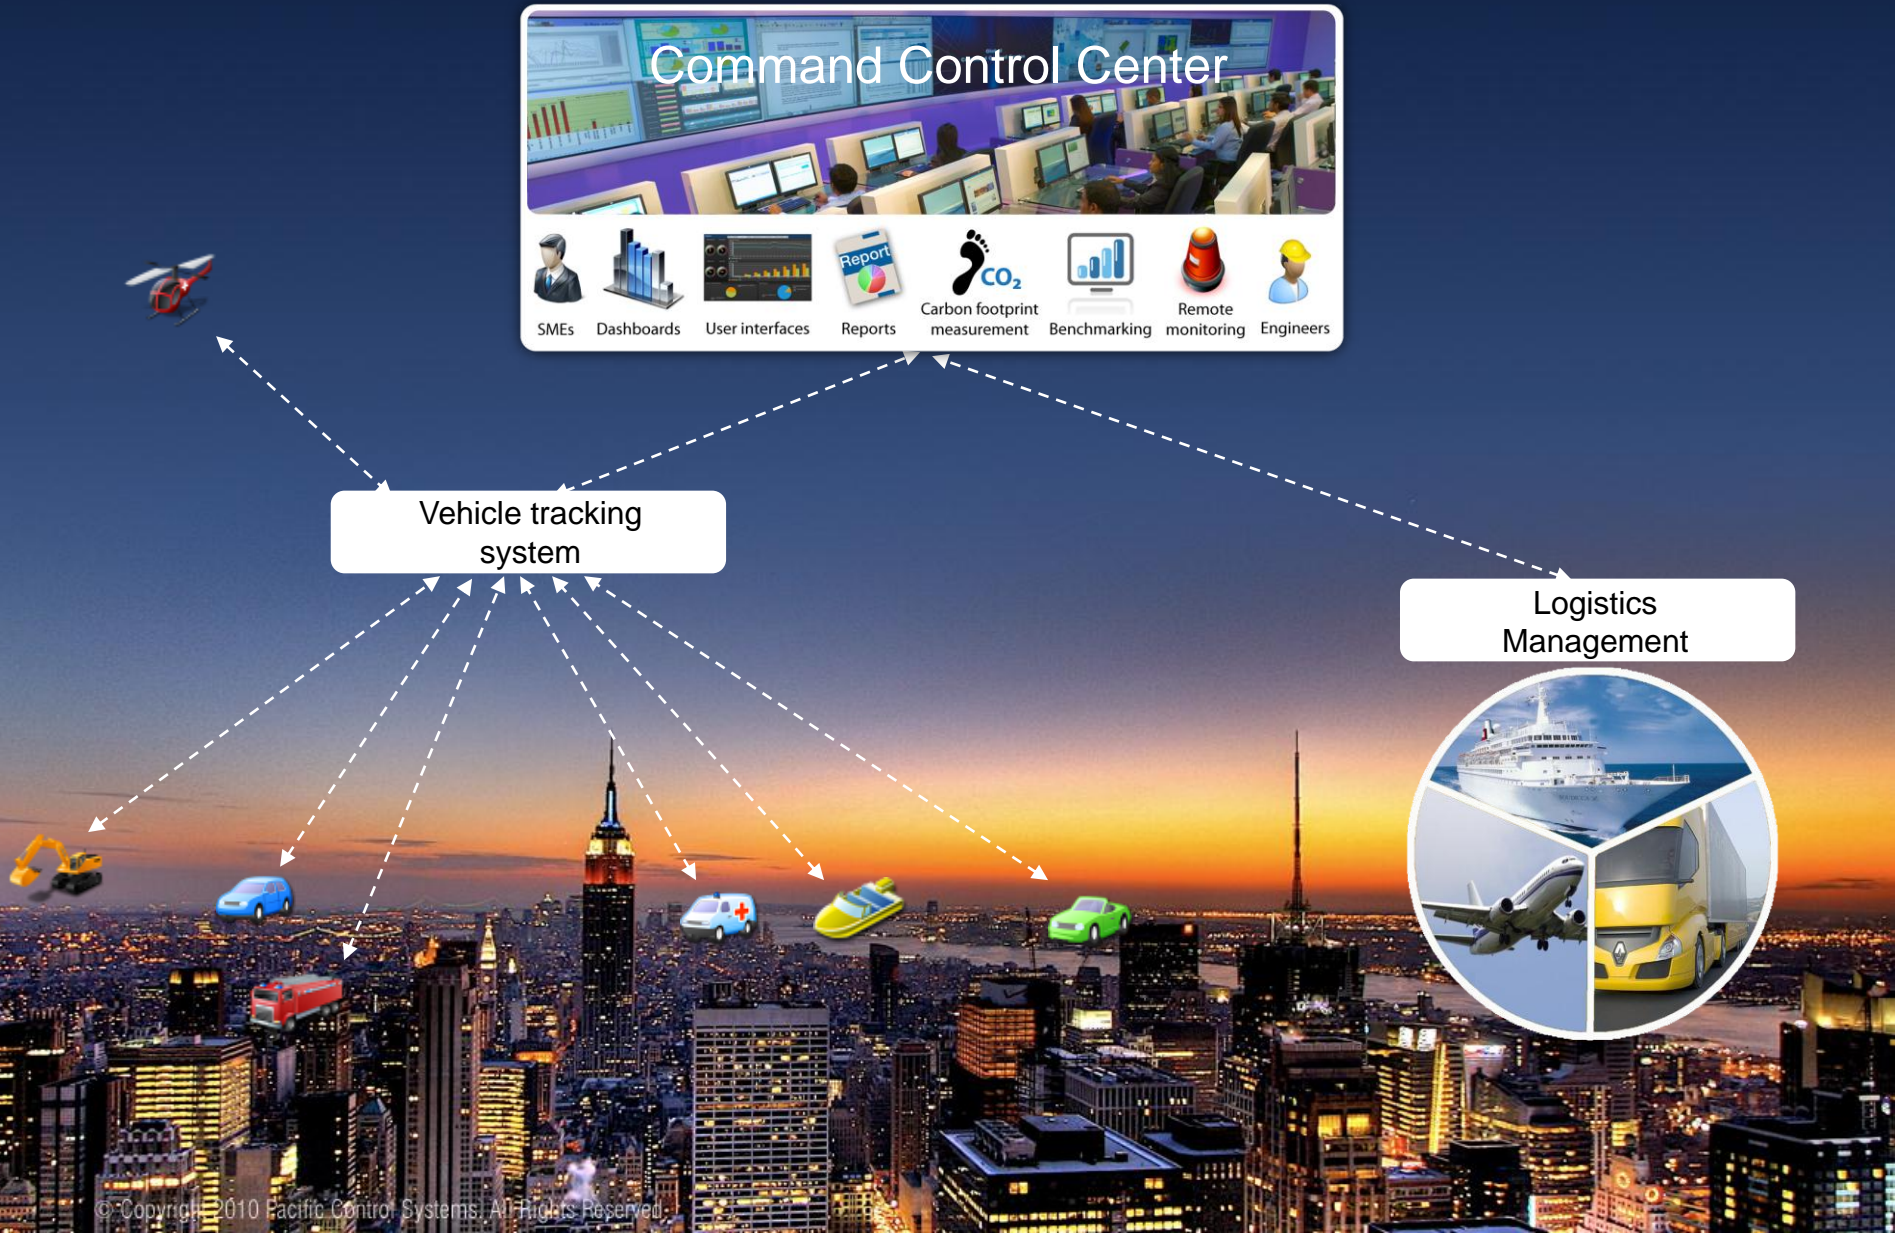 Command Control Center
Report
CO₂
SMEs
Dashboards
User interfaces
Reports
Carbon footprint
measurement
Benchmarking
Remote
monitoring
Engineers
Vehicle tracking
system
Logistics
Management
© Copyright 2010 Pacific Control Systems. All Rights Reserved.